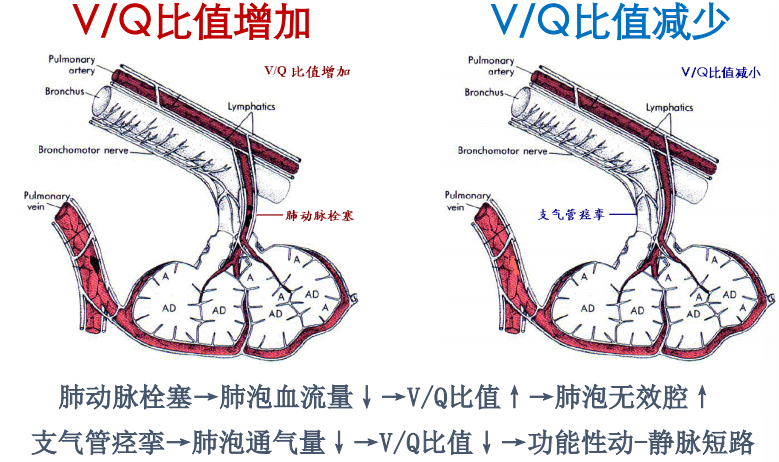 V/Q比值增加
V/Q比值减少
Pulmonary
artery
V/Q 比值增加
Bronchus
Lymphatics
Bronchomotor nerve
Pulmonary
vein
肺动脉栓塞
A
A
A
A
AD
AD
AD
AD
Pulmonary
artery
V/Q比值减小
Bronchus
Lymphatics
Bronchomotor nerve
Pulmonary
vein
支气管痉挛
A
A
A
A
AD
AD
AD
AD
肺动脉栓塞→肺泡血流量↓→V/Q比值↑→肺泡无效腔↑
支气管痉挛→肺泡通气量↓→V/Q比值↓→功能性动-静脉短路